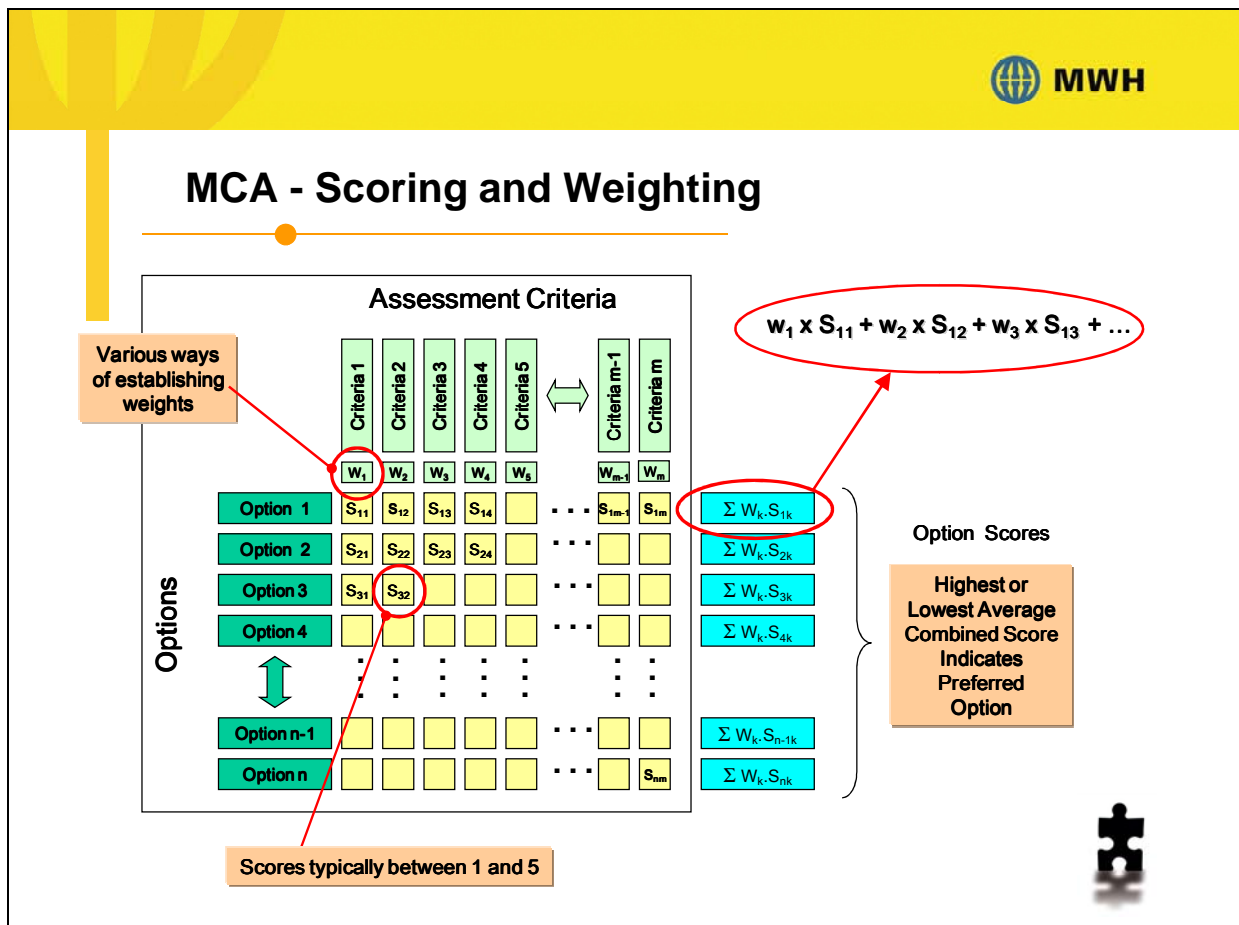 MWH
MCA - Scoring and Weighting
Assessment Criteria
w₁ x S₁₁ + w₂ x S₁₂ + w₃ x S₁₃ + …
Various ways
of establishing
weights
Criteria 1
Criteria 2
Criteria 3
Criteria 4
Criteria 5
Criteria m-1
Criteria m
W₁ W₂ W₃ W₄ W₅ Wₘ₋₁ Wₘ
Options
Option 1 S₁₁ S₁₂ S₁₃ S₁₄ · · · S₁ₘ₋₁ S₁ₘ Σ Wₖ.S₁ₖ
Option 2 S₂₁ S₂₂ S₂₃ S₂₄ · · · Σ Wₖ.S₂ₖ
Option 3 S₃₁ S₃₂ · · · Σ Wₖ.S₃ₖ
Option 4 · · · Σ Wₖ.S₄ₖ
Option n-1 · · · Σ Wₖ.Sₙ₋₁ₖ
Option n · · · Sₙₘ Σ Wₖ.Sₙₖ
Option Scores
Highest or
Lowest Average
Combined Score
Indicates
Preferred
Option
Scores typically between 1 and 5